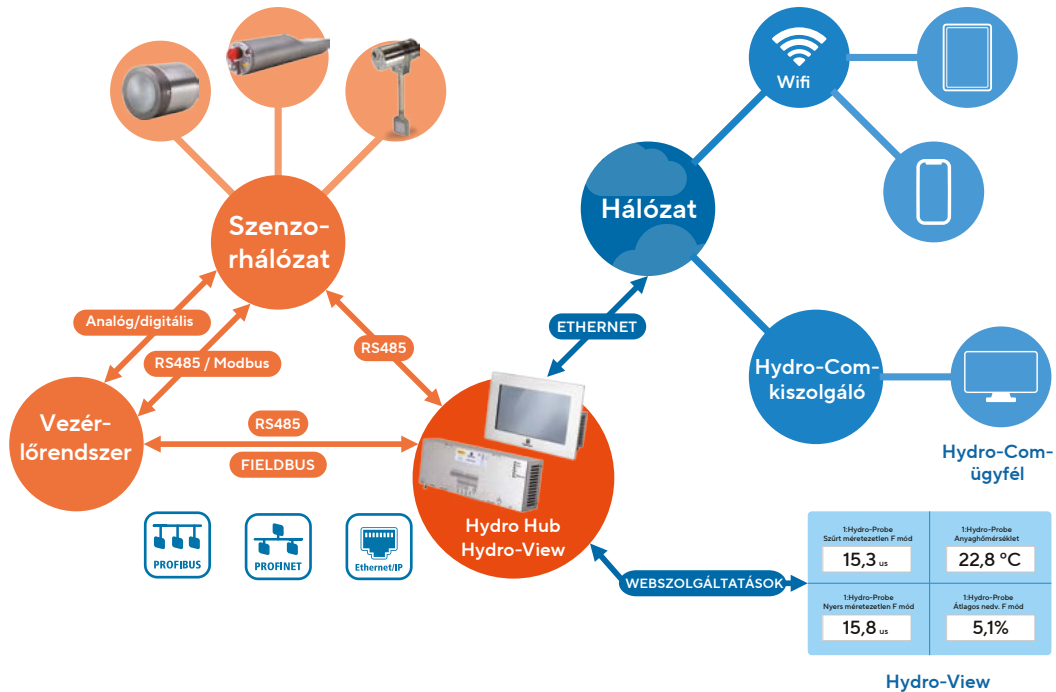 Wifi
Hálózat
Szenzo-
rhálózat
Analóg/digitális
RS485 / Modbus
RS485
ETHERNET
Hydro-Com-
kiszolgáló
Vezér-
lőrendszer
RS485
FIELDBUS
Hydro-Com-
ügyfél
PROFIBUS
PROFINET
Ethernet/IP
Hydro Hub
Hydro-View
WEBSZOLGÁLTATÁSOK
1:Hydro-Probe
Szűrt méretezetlen F mód
15,3 us
1:Hydro-Probe
Anyaghőmérséklet
22,8 °C
1:Hydro-Probe
Nyers méretezetlen F mód
15,8 us
1:Hydro-Probe
Átlagos nedv. F mód
5,1%
Hydro-View